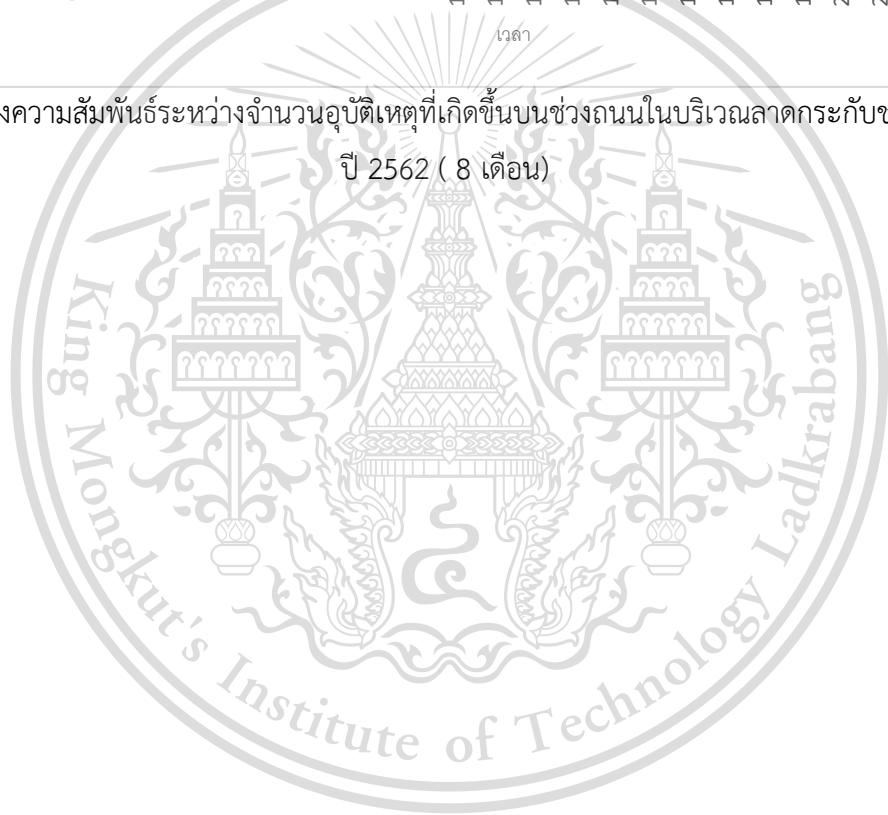 เวลา
งความสัมพันธ์ระหว่างจำนวนอุบัติเหตุที่เกิดขึ้นบนช่วงถนนในบริเวณลาดกระกับช
ปี 2562 ( 8 เดือน)
King Mongkut's Institute of Technology Ladkrabang